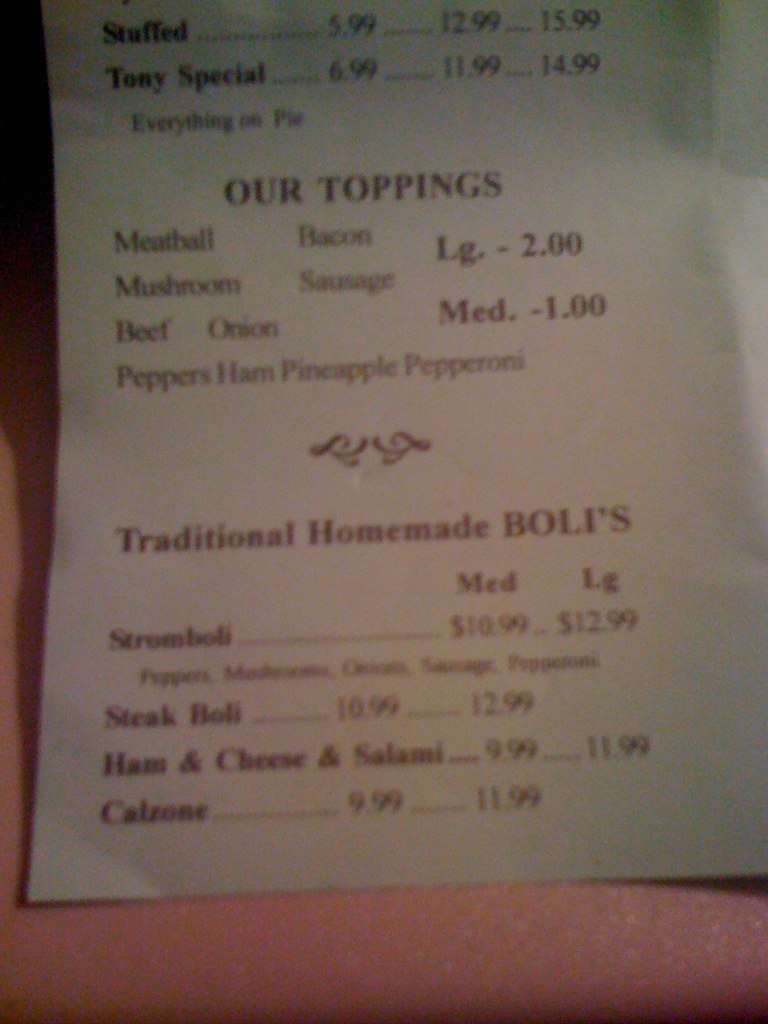 Stuffed ................. 5.99 ....... 12.99 .... 15.99
Tony Special ....... 6.99 ....... 11.99 .... 14.99
Everything on Pie
OUR TOPPINGS
Meatball Bacon Lg. - 2.00
Mushroom Sausage
Beef Onion Med. -1.00
Peppers Ham Pineapple Pepperoni
Traditional Homemade BOLI'S
Med Lg
Stromboli ............................. $10.99 .. $12.99
Peppers, Mushrooms, Onions, Sausage, Pepperoni
Steak Boli ........... 10.99 ....... 12.99
Ham & Cheese & Salami .... 9.99 ..... 11.99
Calzone ................. 9.99 ........ 11.99